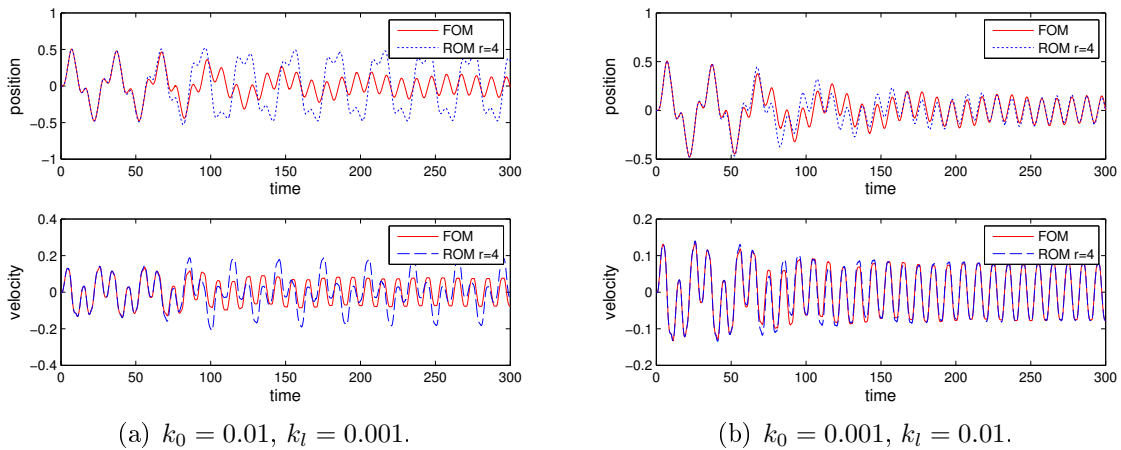 FOM
ROM r=4
position
1
0.5
0
−0.5
−1
0
50
100
150
200
250
300
time
FOM
ROM r=4
velocity
0.4
0.2
0
−0.2
−0.4
0
50
100
150
200
250
300
time
(a) k₀ = 0.01, kₗ = 0.001.
FOM
ROM r=4
position
1
0.5
0
−0.5
0
50
100
150
200
250
300
time
FOM
ROM r=4
velocity
0.2
0.1
0
−0.1
−0.2
0
50
100
150
200
250
300
time
(b) k₀ = 0.001, kₗ = 0.01.